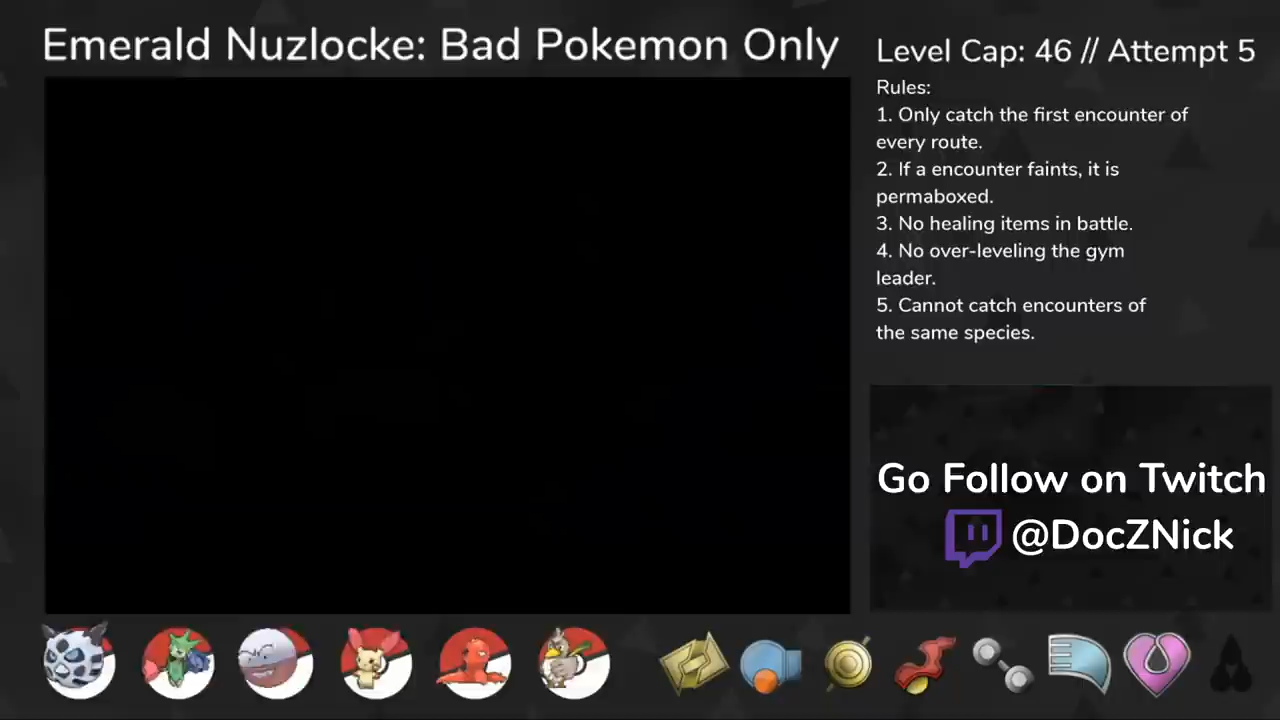 Emerald Nuzlocke: Bad Pokemon Only
Level Cap: 46 // Attempt 5
Rules:
1. Only catch the first encounter of
every route.
2. If a encounter faints, it is
permaboxed.
3. No healing items in battle.
4. No over-leveling the gym
leader.
5. Cannot catch encounters of
the same species.
Go Follow on Twitch
@DocZNick